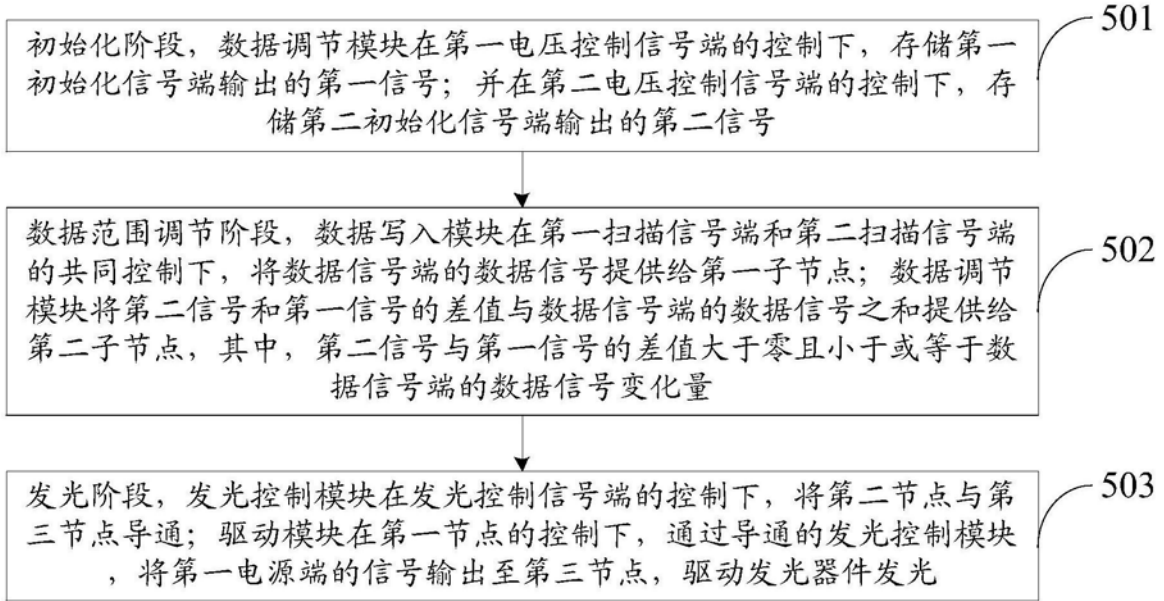 初始化阶段，数据调节模块在第一电压控制信号端的控制下，存储第一
初始化信号端输出的第一信号；并在第二电压控制信号端的控制下，存
储第二初始化信号端输出的第二信号
501
数据范围调节阶段，数据写入模块在第一扫描信号端和第二扫描信号端
的共同控制下，将数据信号端的数据信号提供给第一子节点；数据调节
模块将第二信号和第一信号的差值与数据信号端的数据信号之和提供给
第二子节点，其中，第二信号与第一信号的差值大于零且小于或等于数
据信号端的数据信号变化量
502
发光阶段，发光控制模块在发光控制信号端的控制下，将第二节点与第
三节点导通；驱动模块在第一节点的控制下，通过导通的发光控制模块
，将第一电源端的信号输出至第三节点，驱动发光器件发光
503